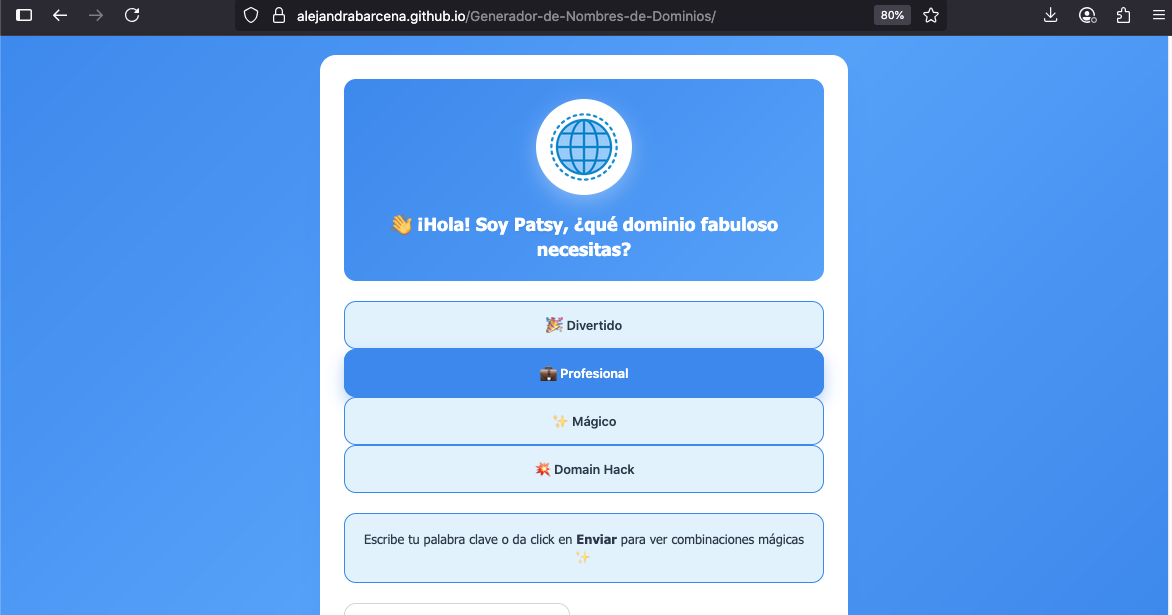 alejandrabarcena.github.io/Generador-de-Nombres-de-Dominios/
80%
👋 ¡Hola! Soy Patsy, ¿qué dominio fabuloso
necesitas?
🎉 Divertido
💼 Profesional
✨ Mágico
💥 Domain Hack
Escribe tu palabra clave o da click en Enviar para ver combinaciones mágicas
✨